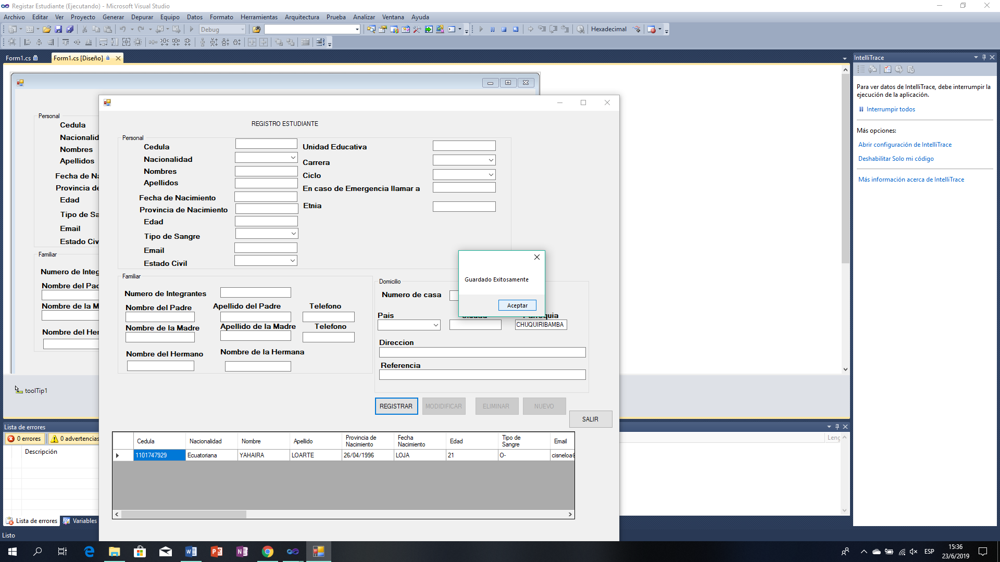 Registar Estudiante (Ejecutando) - Microsoft Visual Studio
Archivo Editar Ver Proyecto Generar Depurar Equipo Datos Formato Herramientas Arquitectura Prueba Analizar Ventana Ayuda
Debug
Hexadecimal
Form1.cs
Form1.cs [Diseño]
Personal
Cedula
Nacionalid
Nombres
Apellidos
Fecha de Na
Provincia de
Edad
Tipo de Sa
Email
Estado Civ
Familiar
Numero de Integ
Nombre del Pad
Nombre de la M
Nombre del Her
toolTip1
REGISTRO ESTUDIANTE
Personal
Cedula
Nacionalidad
Nombres
Apellidos
Fecha de Nacimiento
Provincia de Nacimiento
Edad
Tipo de Sangre
Email
Estado Civil
Unidad Educativa
Carrera
Ciclo
En caso de Emergencia llamar a
Etnia
Familiar
Numero de Integrantes
Nombre del Padre Apellido del Padre Telefono
Nombre de la Madre Apellido de la Madre Telefono
Nombre del Hermano Nombre de la Hermana
Domicilio
Numero de casa
Pais
CHUQUIRIBAMBA
Direccion
Referencia
Guardado Exitosamente
Aceptar
REGISTRAR MODIDIFICAR ELIMINAR NUEVO
SALIR
Cedula Nacionalidad Nombre Apellido Provincia de Nacimiento Fecha Nacimiento Edad Tipo de Sangre Email
1101747929 Ecuatoriana YAHAIRA LOARTE 26/04/1996 LOJA 21 O- cisneloa@
IntelliTrace
Para ver datos de IntelliTrace, debe interrumpir la
ejecución de la aplicación.
Interrumpir todos
Más opciones:
Abrir configuración de IntelliTrace
Deshabilitar Solo mi código
Más información acerca de IntelliTrace
Lista de errores
0 errores 0 advertencias
Descripción
Leng
Lista de errores Variables
Listo
ESP
15:36
23/6/2019